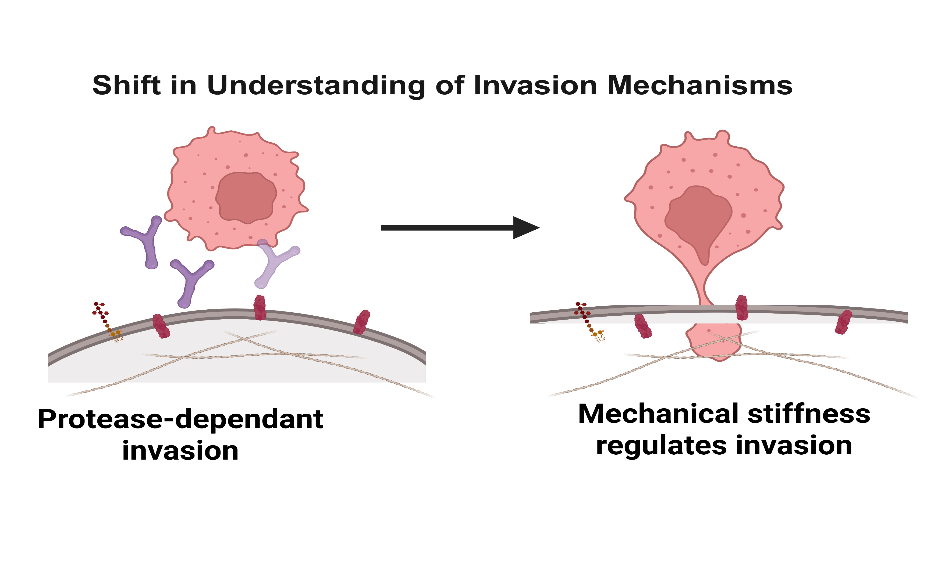 Shift in Understanding of Invasion Mechanisms
Protease-dependant
invasion
Mechanical stiffness
regulates invasion